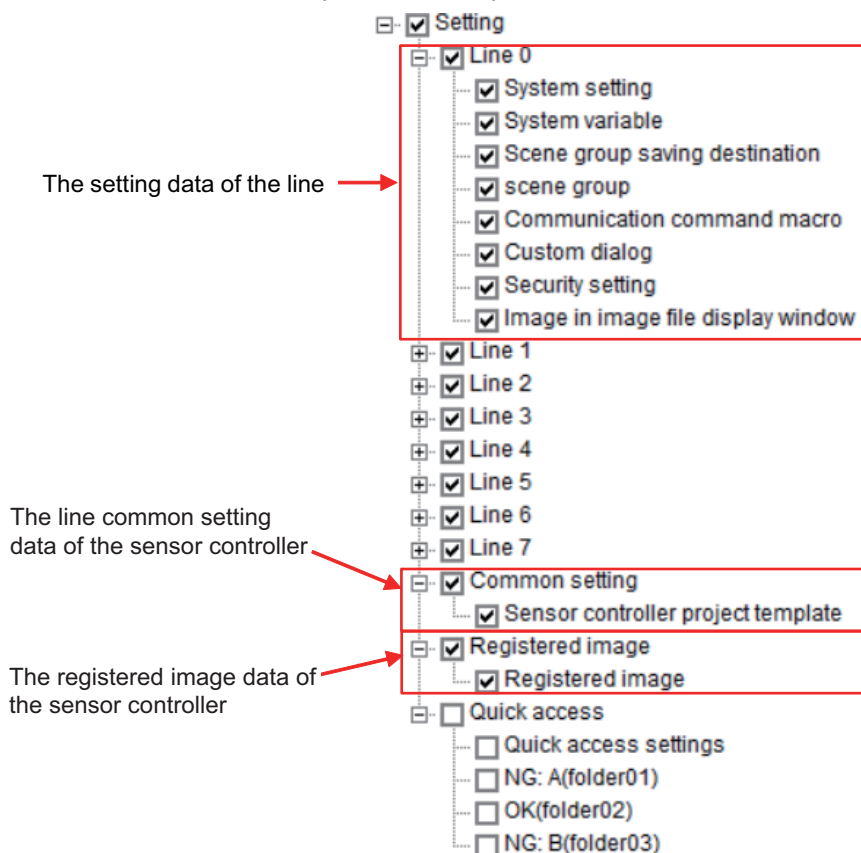 Setting
Line 0
System setting
System variable
Scene group saving destination
The setting data of the line
scene group
Communication command macro
Custom dialog
Security setting
Image in image file display window
Line 1
Line 2
Line 3
Line 4
Line 5
Line 6
Line 7
The line common setting
data of the sensor controller
Common setting
Sensor controller project template
Registered image
Registered image
The registered image data of
the sensor controller
Quick access
Quick access settings
NG: A(folder01)
OK(folder02)
NG: B(folder03)